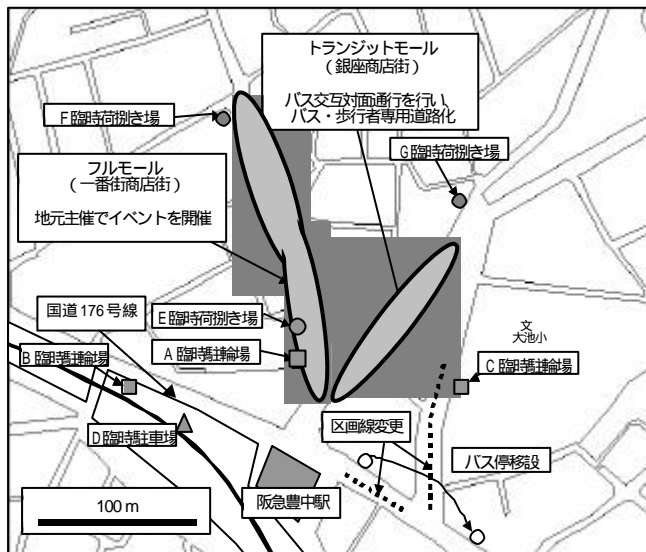 トランジットモール
(銀座商店街)
バス交互対面通行を行い、
バス・歩行者専用道路化
F臨時荷捌き場
G臨時荷捌き場
フルモール
(一番街商店街)
地元主催でイベントを開催
国道176号線
E臨時荷捌き場
A臨時駐輪場
B臨時駐輪場
文
大池小
C臨時駐輪場
D臨時駐車場
区画線変更
バス停移設
阪急豊中駅
100 m